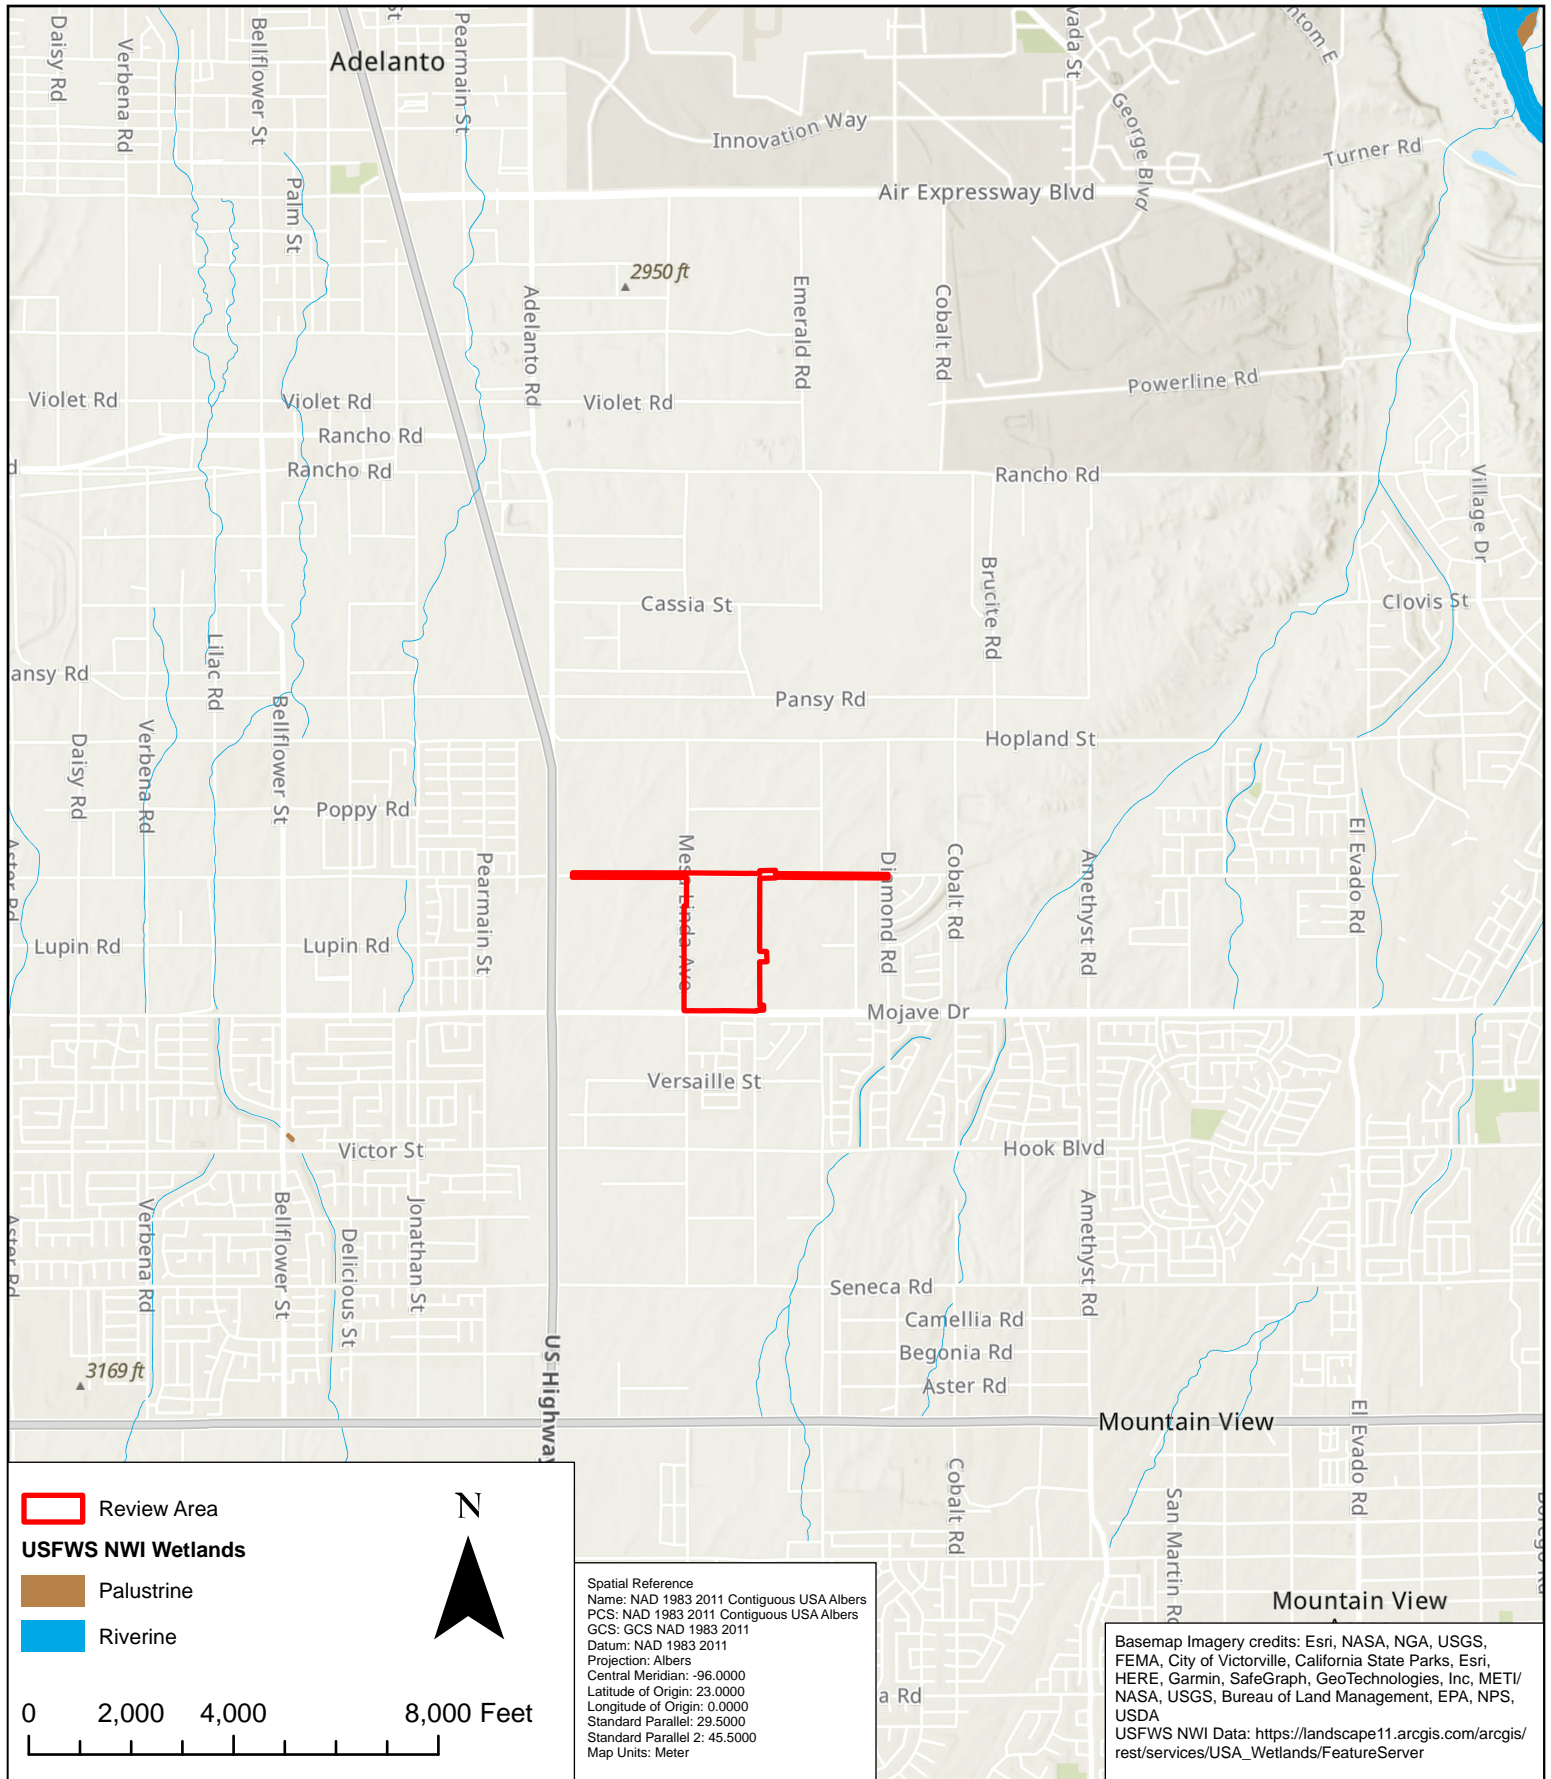 Daisy Rd
Verbena Rd
Bellflower St
St
Pearmain St
Adelanto
vada St
ntom E
George Blvd
Innovation Way
Turner Rd
Air Expressway Blvd
Palm St
2950 ft
Adelanto Rd
Emerald Rd
Cobalt Rd
Powerline Rd
Violet Rd
Violet Rd
Violet Rd
Rancho Rd
Rancho Rd
Rancho Rd
d
Village Dr
Brucite Rd
Cassia St
Clovis St
Lilac Rd
ansy Rd
Pansy Rd
Bellflower St
Verbena Rd
Daisy Rd
Hopland St
Poppy Rd
El Evado Rd
Aster Rd
Pearmain St
Mesa Linda Ave
Diamond Rd
Cobalt Rd
Amethyst Rd
Lupin Rd
Lupin Rd
Mojave Dr
Versaille St
Victor St
Hook Blvd
Aster Rd
Verbena Rd
Bellflower St
Delicious St
Jonathan St
Amethyst Rd
Seneca Rd
Camellia Rd
Begonia Rd
Aster Rd
3169 ft
US Highway
Mountain View
El Evado Rd
Cobalt Rd
San Martin Rd
Mountain View
a Rd
Review Area
N
USFWS NWI Wetlands
Palustrine
Riverine
0 2,000 4,000 8,000 Feet
Spatial Reference
Name: NAD 1983 2011 Contiguous USA Albers
PCS: NAD 1983 2011 Contiguous USA Albers
GCS: GCS NAD 1983 2011
Datum: NAD 1983 2011
Projection: Albers
Central Meridian: -96.0000
Latitude of Origin: 23.0000
Longitude of Origin: 0.0000
Standard Parallel: 29.5000
Standard Parallel 2: 45.5000
Map Units: Meter
Basemap Imagery credits: Esri, NASA, NGA, USGS,
FEMA, City of Victorville, California State Parks, Esri,
HERE, Garmin, SafeGraph, GeoTechnologies, Inc, METI/
NASA, USGS, Bureau of Land Management, EPA, NPS,
USDA
USFWS NWI Data: https://landscape11.arcgis.com/arcgis/
rest/services/USA_Wetlands/FeatureServer